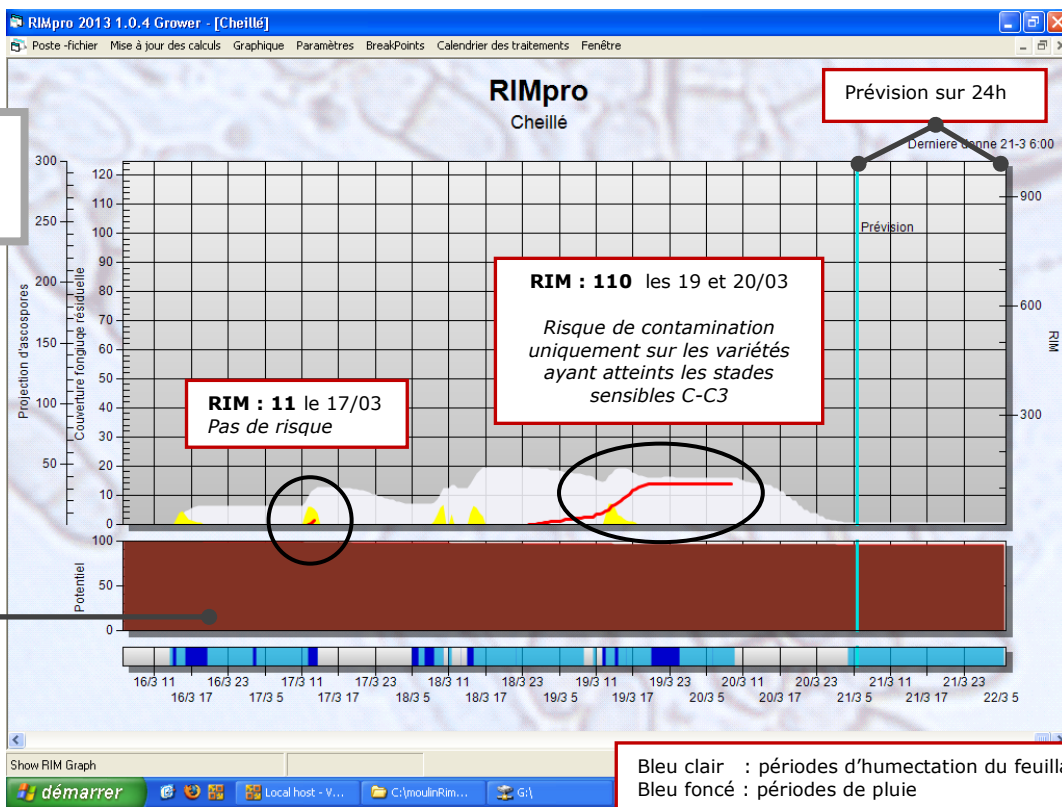 RIMpro 2013 1.0.4 Grower - [Cheillé]
Poste -fichier Mise à jour des calculs Graphique Paramètres BreakPoints Calendrier des traitements Fenêtre
RIMpro
Cheillé
Prévision sur 24h
Derniere donne 21-3 6:00
300
250
200
150
100
50
Projection d'ascospores
120
110
100
90
80
70
60
50
40
30
20
10
0
Couverture fongiuqe résiduelle
900
600
300
RIM
Prévision
RIM : 110 les 19 et 20/03
Risque de contamination
uniquement sur les variétés
ayant atteints les stades
sensibles C-C3
RIM : 11 le 17/03
Pas de risque
100
50
0
Potentiel
16/3 11 16/3 23 17/3 11 17/3 23 18/3 11 18/3 23 19/3 11 19/3 23 20/3 11 20/3 23 21/3 11 21/3 23
16/3 17 17/3 5 17/3 17 18/3 5 18/3 17 19/3 5 19/3 17 20/3 5 20/3 17 21/3 5 21/3 17 22/3 5
Show RIM Graph
démarrer Local host - V... C:\moulinRim... G:\
Bleu clair : périodes d'humectation du feuilla
Bleu foncé : périodes de pluie